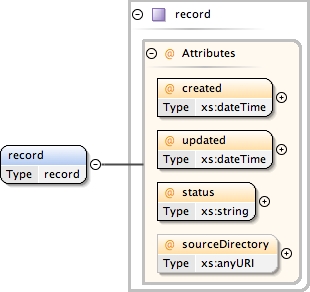 record
@ Attributes
@ created
Type xs:dateTime
@ updated
Type xs:dateTime
record
Type record
@ status
Type xs:string
@ sourceDirectory
Type xs:anyURI